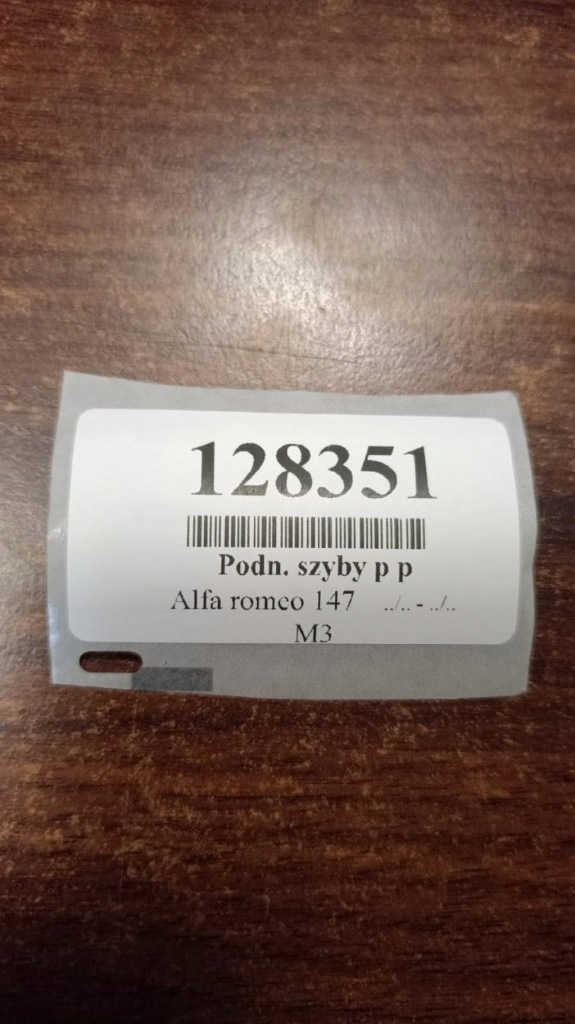 128351
Podn. szyby p p
Alfa romeo 147 ../.. - ../..
M3